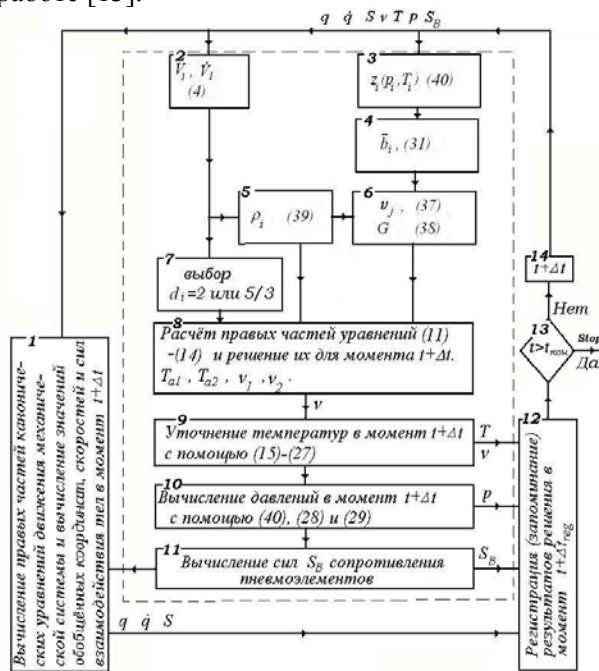 работе [15].
q q̇ S v T p S_B
2
V_i , V̇_i
(4)
3
z_i(p_i,T_i) (40)
4
b̄_i , (31)
5
ρ_i (39)
6
u_j , (37)
G (38)
7
выбор
d_i=2 или 5/3
8
Расчёт правых частей уравнений (11)
-(14) и решение их для момента t+Δt.
T_a1 , T_a2 , v_1 , v_2 .
v
9
Уточнение температур в момент t+Δt
с помощью (15)-(27)
T
v
10
Вычисление давлений в момент t+Δt
с помощью (40), (28) и (29)
p
11
Вычисление сил S_B сопротивления
пневмоэлементов
S_B
1
Вычисление правых частей канониче-
ских уравнений движения механиче-
ской системы и вычисление значений
обобщённых координат, скоростей и сил
взаимодействия тел в момент t+Δt
q q̇ S
12
Регистрация (запоминание)
результатов решения в
момент t+Δt_reg
13
Stop
Да
Нет
14
t+Δt